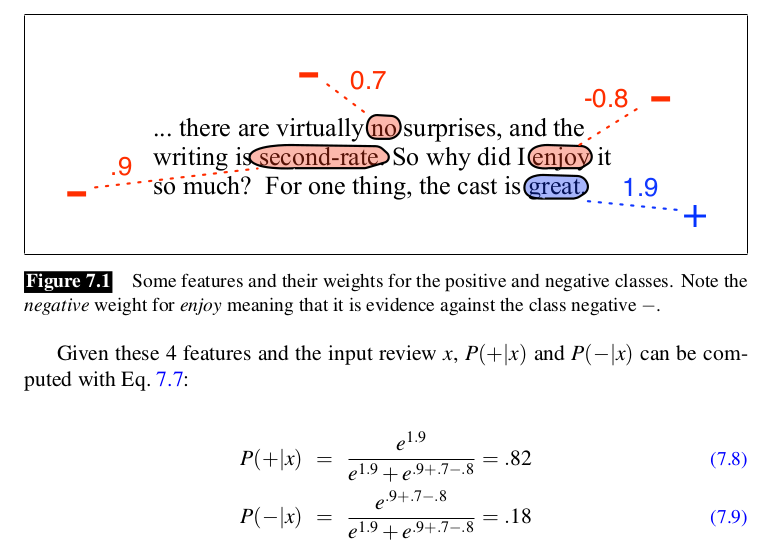 − 0.7 -0.8 −
... there are virtually no surprises, and the
writing is second-rate. So why did I enjoy it
.9
− so much?  For one thing, the cast is great. 1.9
+
Figure 7.1 Some features and their weights for the positive and negative classes. Note the
negative weight for enjoy meaning that it is evidence against the class negative −.
Given these 4 features and the input review x, P(+|x) and P(−|x) can be com-
puted with Eq. 7.7:
P(+|x) = e^{1.9} / (e^{1.9} + e^{.9+.7−.8}) = .82 (7.8)
P(−|x) = e^{.9+.7−.8} / (e^{1.9} + e^{.9+.7−.8}) = .18 (7.9)